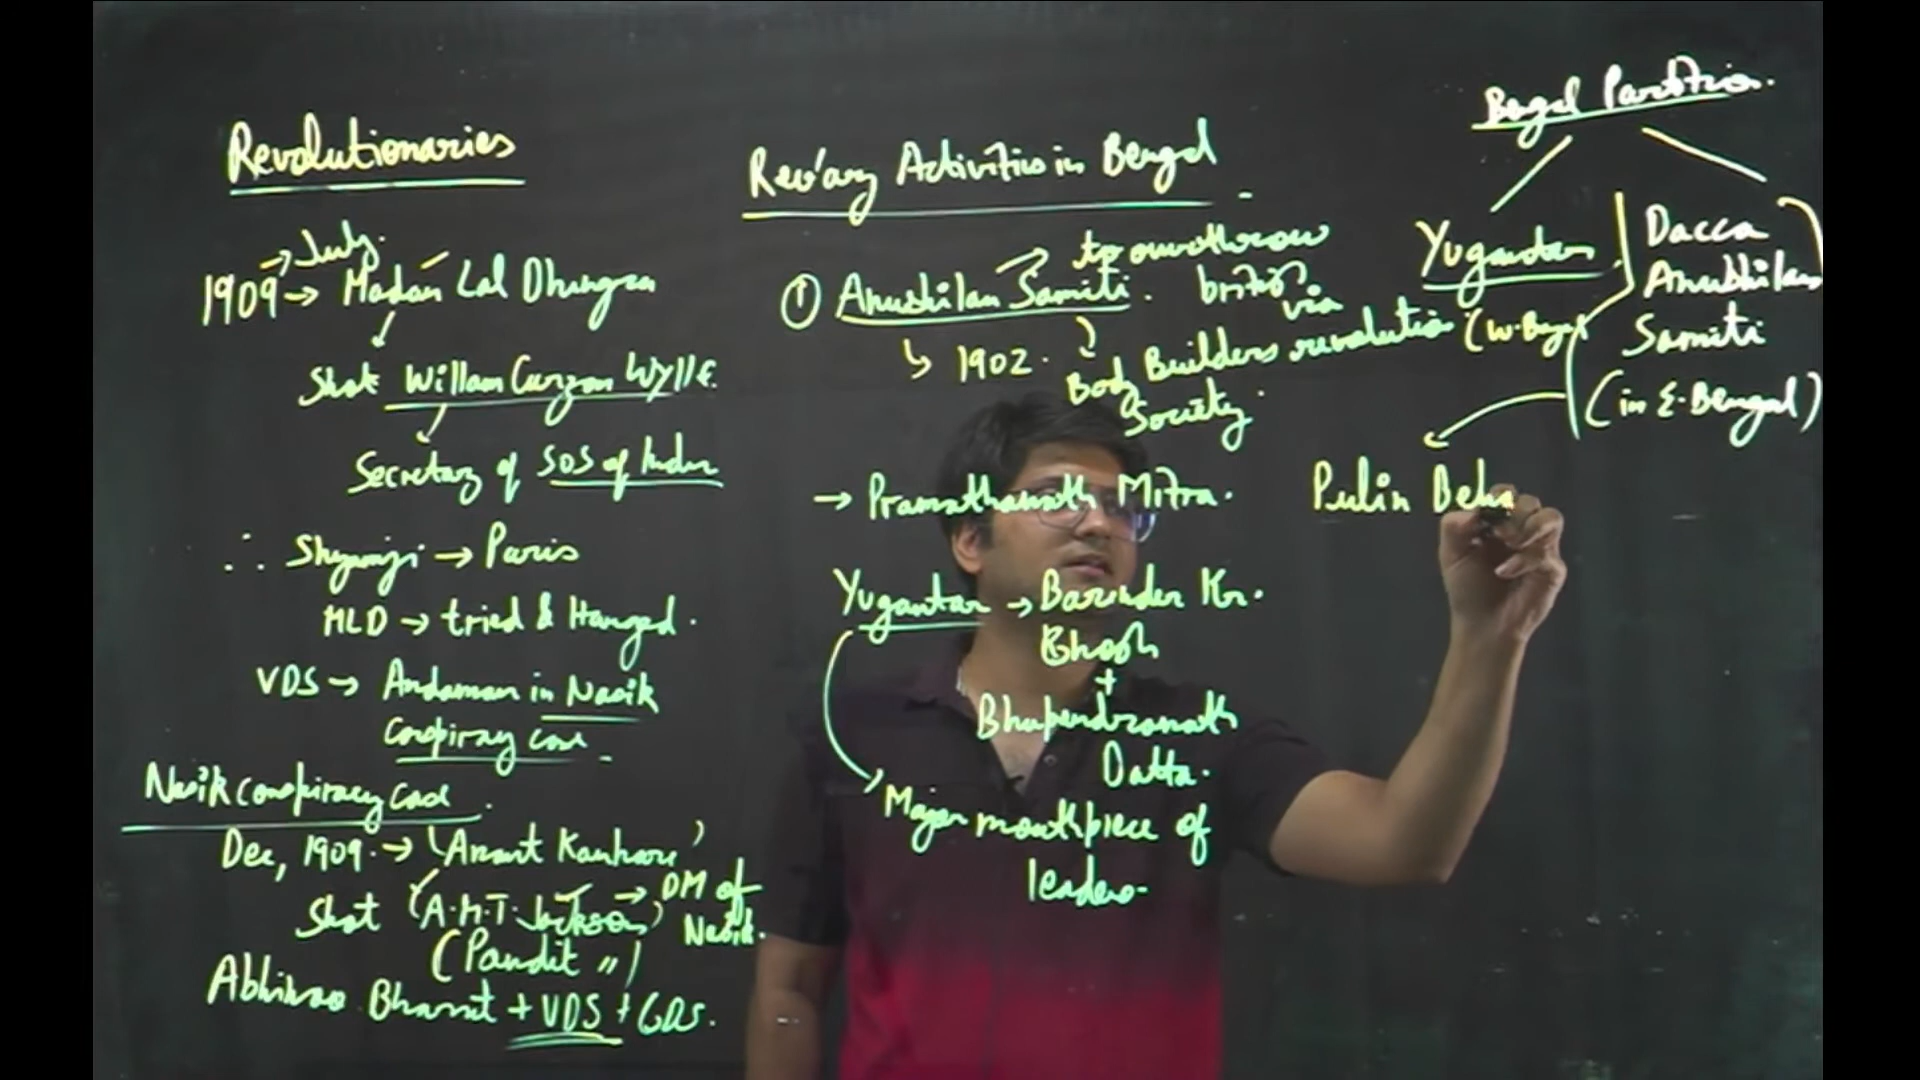 Revolutionaries
→ July.
1909 → Madan Lal Dhingra
Shot William Curzon Wylle.
Secretary of SOS of India
∴ Shyamji → Paris
MLD → tried & Hanged.
VDS → Andaman in Nasik
Conspiracy case.
Nasik conspiracy case.
Dec, 1909. → 'Anant Kanhare'
Shot (A.M.T. Jackson) → DM of
Nasik.
(Pandit ")
Abhinav Bharat + VDS + GDS.
Rev'ary Activities in Bengal
① Anushilan Samiti. → to overthrow
british via
revolution
↳ 1902.
Body Builders
Society.
→ Pramathanath Mitra.
Yugantar → Barinder Kr.
Ghosh
+
Bhupendranath
Datta.
Major mouthpiece of
leaders.
Bengal Partition.
Yugantar
(W. Bengal)
Dacca
Anushilan
Samiti
(in E. Bengal)
Pulin Beha